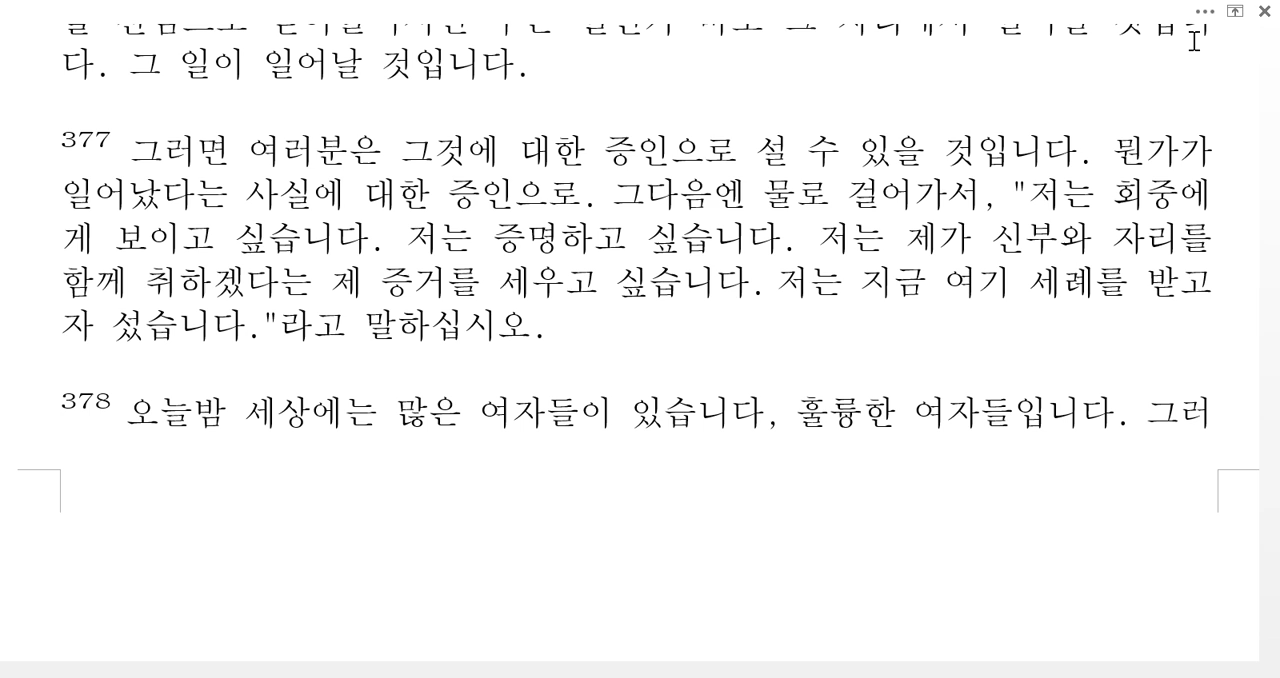 다. 그 일이 일어날 것입니다.
377 그러면 여러분은 그것에 대한 증인으로 설 수 있을 것입니다. 뭔가가
일어났다는 사실에 대한 증인으로. 그다음엔 물로 걸어가서, "저는 회중에
게 보이고 싶습니다. 저는 증명하고 싶습니다. 저는 제가 신부와 자리를
함께 취하겠다는 제 증거를 세우고 싶습니다. 저는 지금 여기 세례를 받고
자 섰습니다."라고 말하십시오.
378 오늘밤 세상에는 많은 여자들이 있습니다, 훌륭한 여자들입니다. 그러